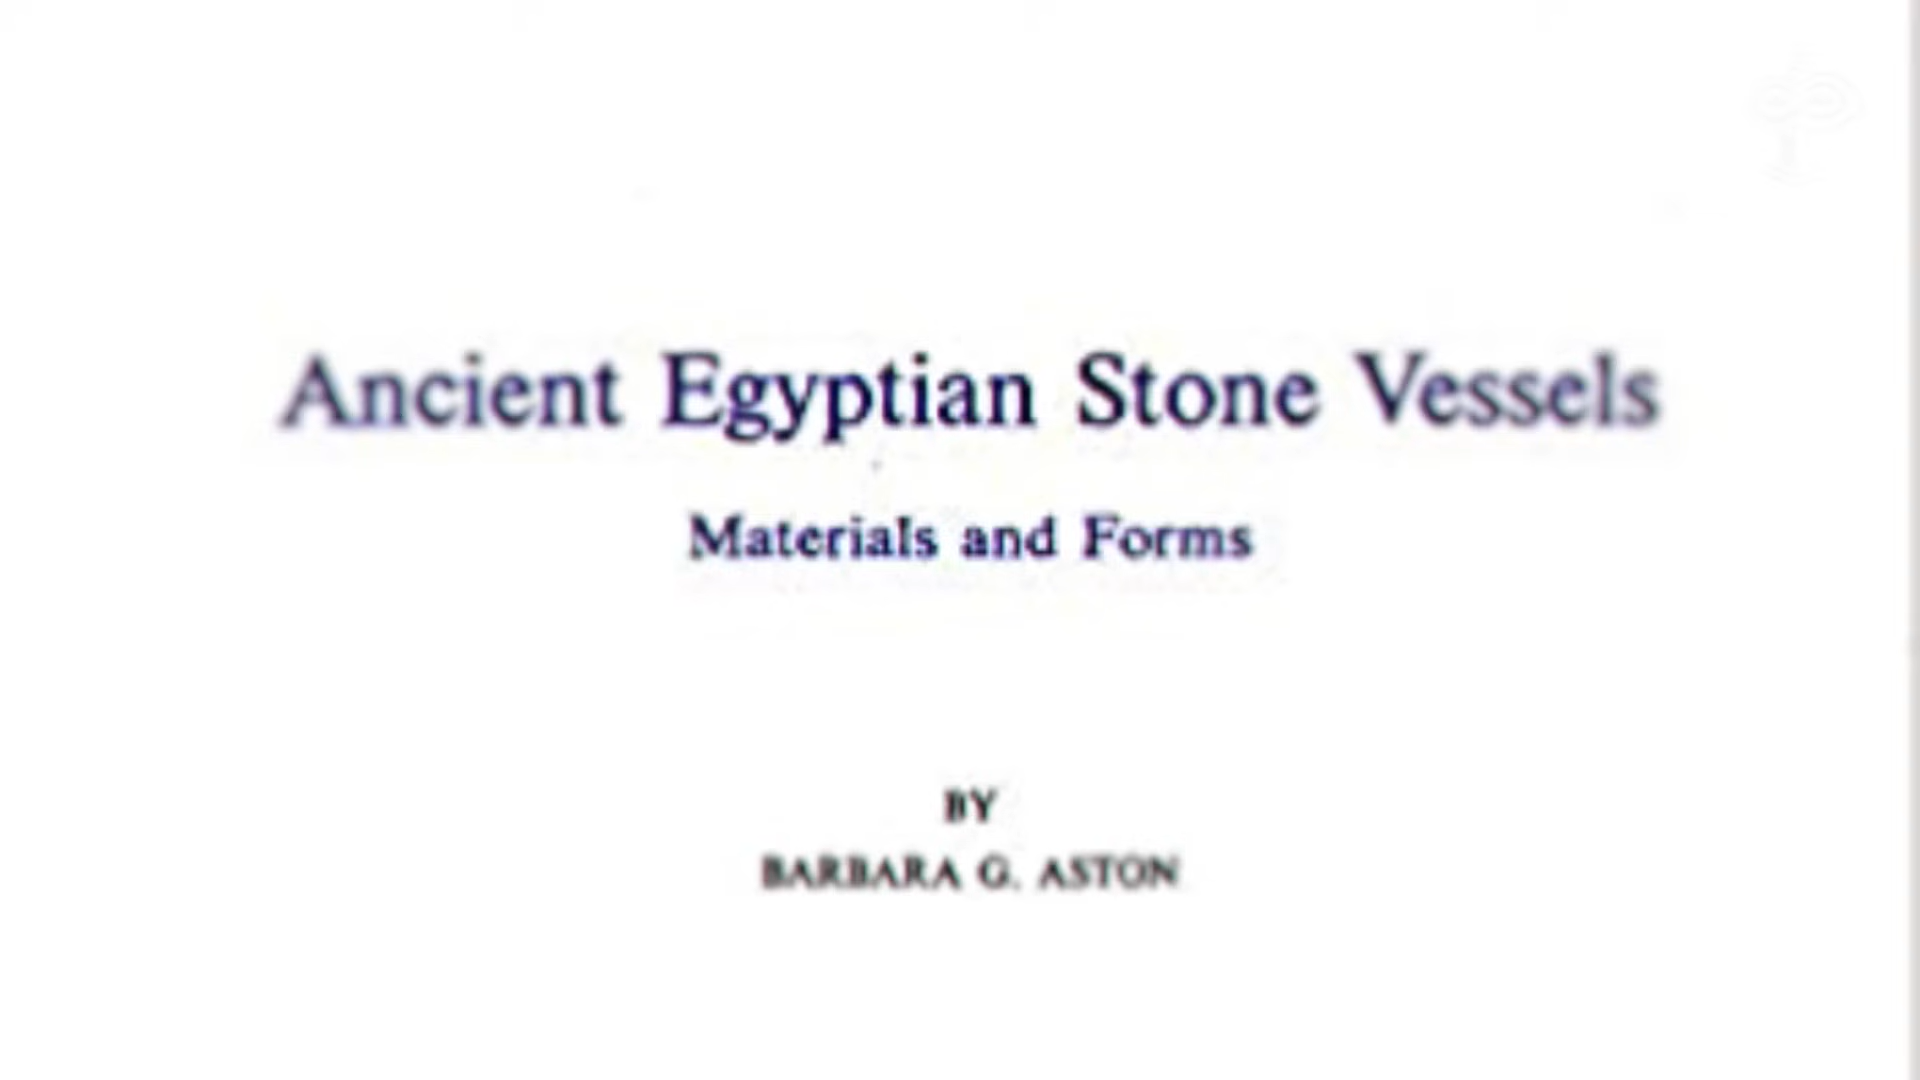 Ancient Egyptian Stone Vessels
Materials and Forms
BY
BARBARA G. ASTON